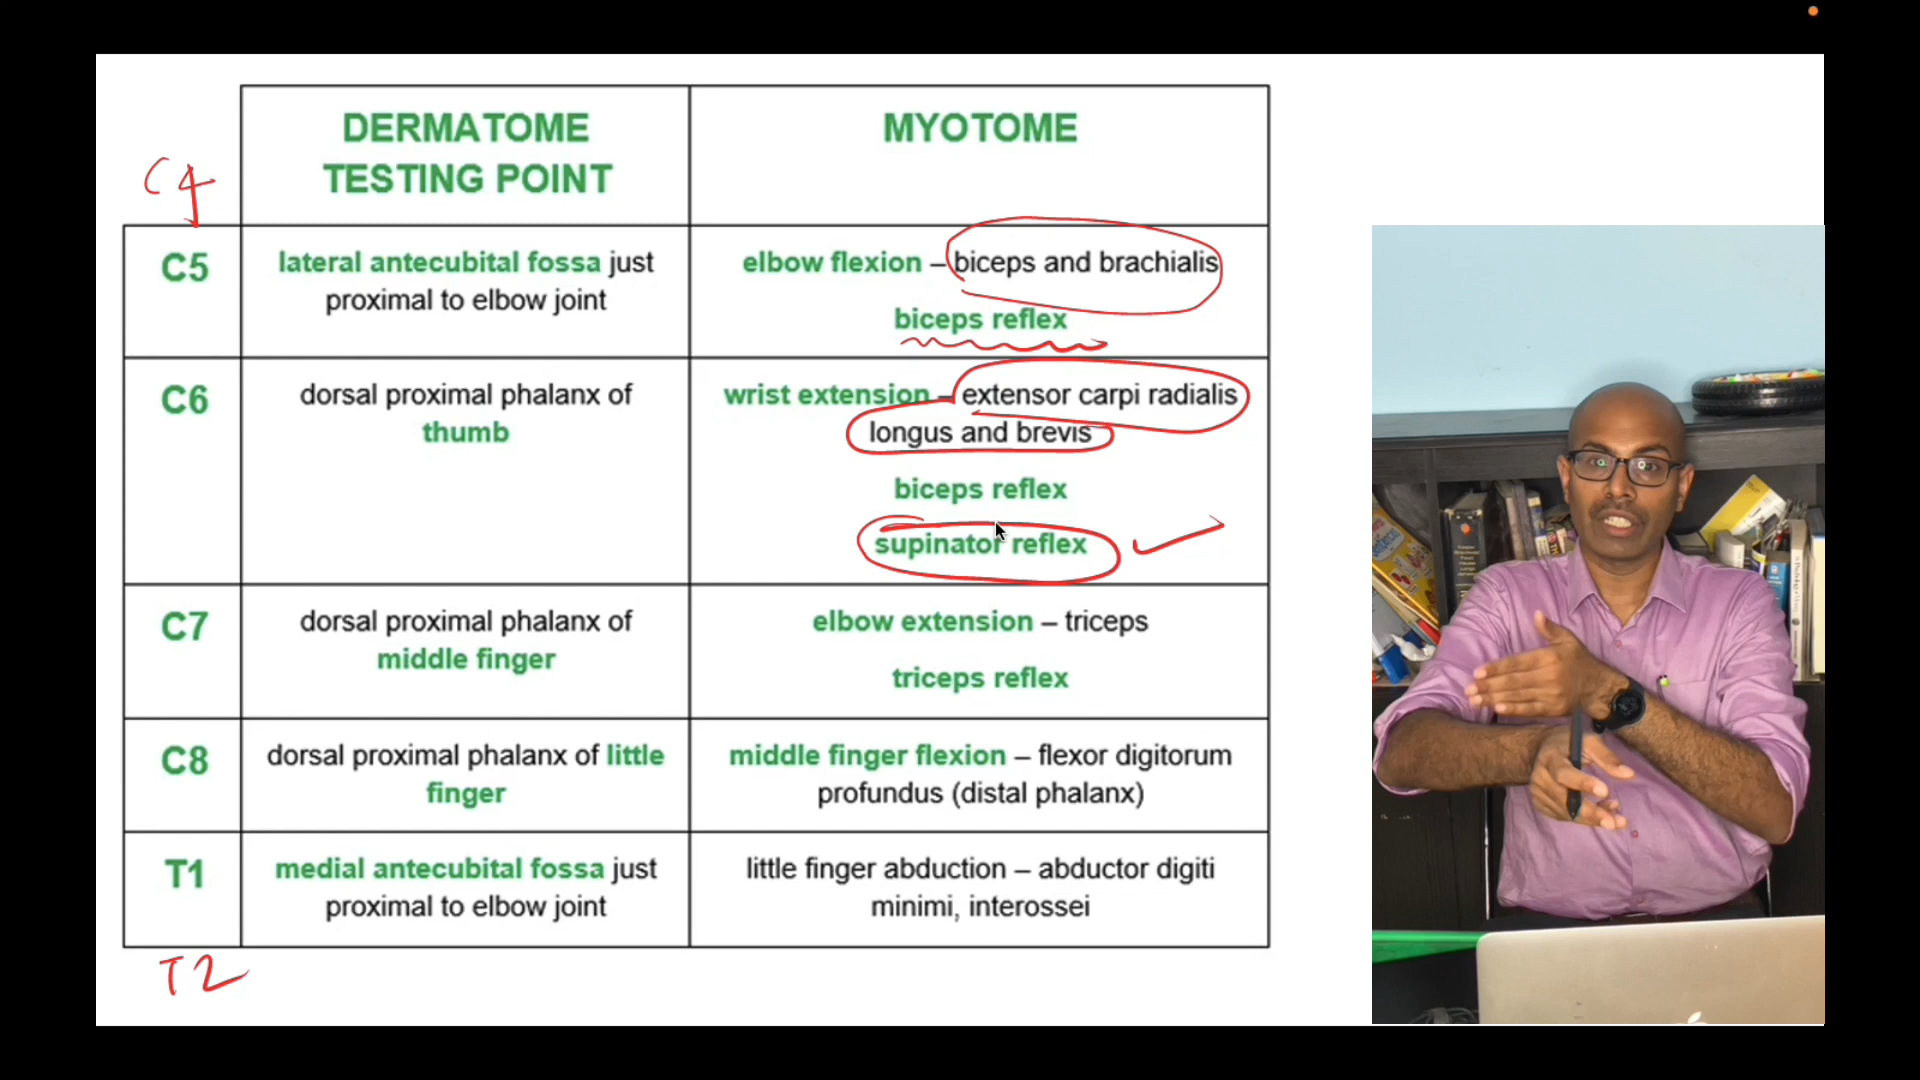 DERMATOME
TESTING POINT
MYOTOME
C4
C5
lateral antecubital fossa just
proximal to elbow joint
elbow flexion – biceps and brachialis
biceps reflex
C6
dorsal proximal phalanx of
thumb
wrist extension – extensor carpi radialis
longus and brevis
biceps reflex
supinator reflex
C7
dorsal proximal phalanx of
middle finger
elbow extension – triceps
triceps reflex
C8
dorsal proximal phalanx of little
finger
middle finger flexion – flexor digitorum
profundus (distal phalanx)
T1
medial antecubital fossa just
proximal to elbow joint
little finger abduction – abductor digiti
minimi, interossei
T2